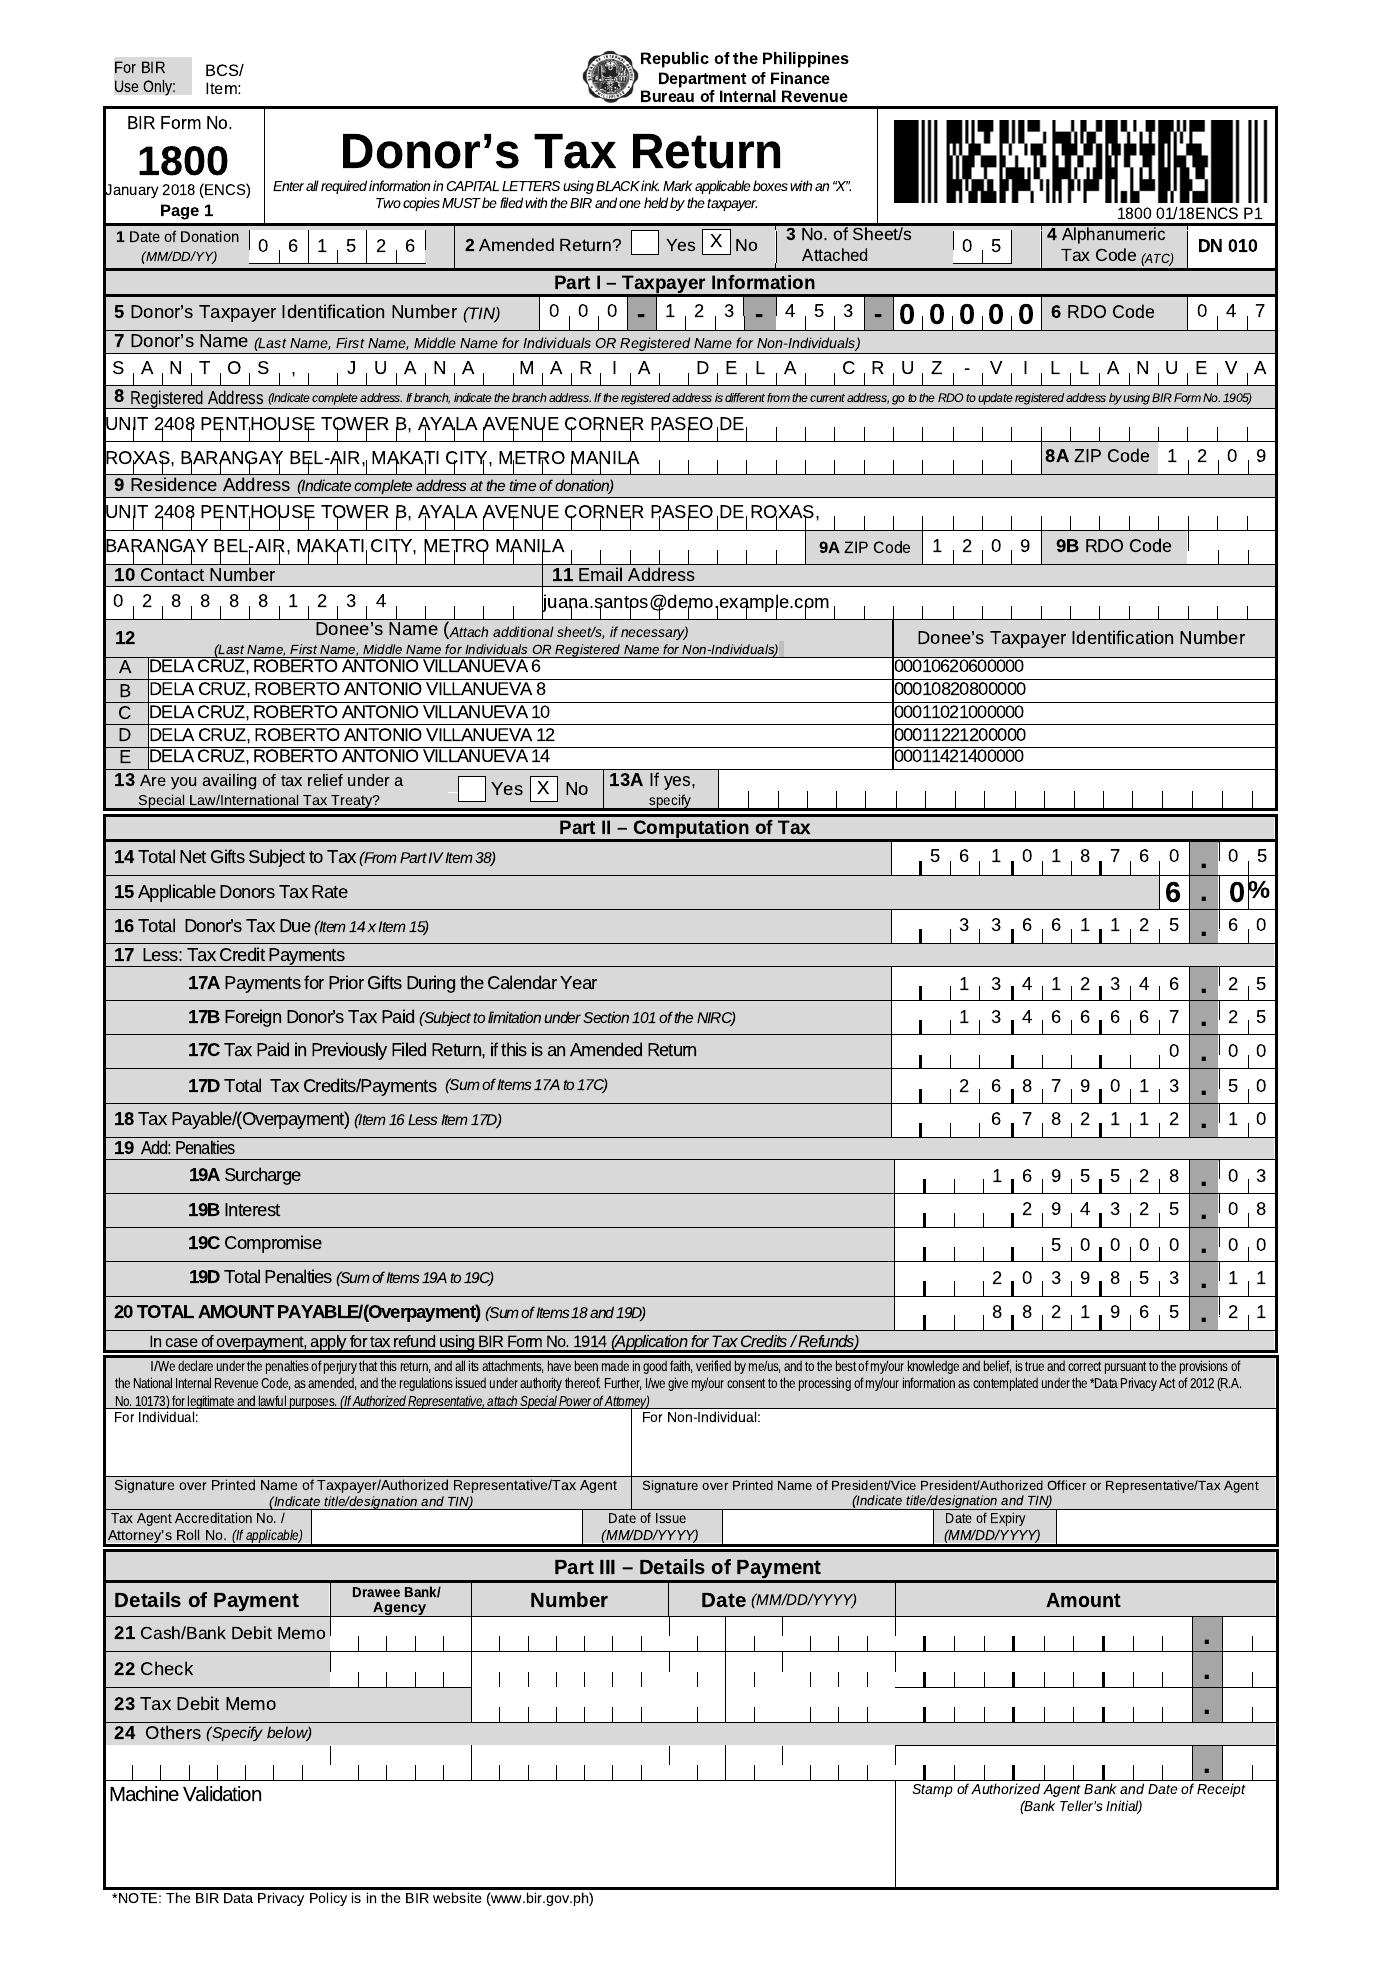 For BIR Use Only:
BCS/ Item:
Republic of the Philippines
Department of Finance
Bureau of Internal Revenue
BIR Form No.
1800
January 2018 (ENCS)
Page 1
Donor’s Tax Return
Enter all required information in CAPITAL LETTERS using BLACK ink. Mark applicable boxes with an “X”.
Two copies MUST be filed with the BIR and one held by the taxpayer.
1800 01/18ENCS P1
1 Date of Donation (MM/DD/YY) 0 6 1 5 2 6
2 Amended Return? Yes X No
3 No. of Sheet/s Attached 0 5
4 Alphanumeric Tax Code (ATC) DN 010
Part I – Taxpayer Information
5 Donor’s Taxpayer Identification Number (TIN) 0 0 0 - 1 2 3 - 4 5 3 - 0 0 0 0 0 6 RDO Code 0 4 7
7 Donor’s Name (Last Name, First Name, Middle Name for Individuals OR Registered Name for Non-Individuals)
SANTOS, JUANA MARIA DELA CRUZ-VILLANUEVA
8 Registered Address (Indicate complete address. If branch, indicate the branch address. If the registered address is different from the current address, go to the RDO to update registered address by using BIR Form No. 1905)
UNIT 2408 PENTHOUSE TOWER B, AYALA AVENUE CORNER PASEO DE
ROXAS, BARANGAY BEL-AIR, MAKATI CITY, METRO MANILA 8A ZIP Code 1 2 0 9
9 Residence Address (Indicate complete address at the time of donation)
UNIT 2408 PENTHOUSE TOWER B, AYALA AVENUE CORNER PASEO DE ROXAS,
BARANGAY BEL-AIR, MAKATI CITY, METRO MANILA 9A ZIP Code 1 2 0 9 9B RDO Code
10 Contact Number 11 Email Address
0 2 8 8 8 8 1 2 3 4 juana.santos@demo.example.com
12 Donee’s Name (Attach additional sheet/s, if necessary)
(Last Name, First Name, Middle Name for Individuals OR Registered Name for Non-Individuals)
Donee’s Taxpayer Identification Number
A DELA CRUZ, ROBERTO ANTONIO VILLANUEVA 6 00010620600000
B DELA CRUZ, ROBERTO ANTONIO VILLANUEVA 8 00010820800000
C DELA CRUZ, ROBERTO ANTONIO VILLANUEVA 10 00011021000000
D DELA CRUZ, ROBERTO ANTONIO VILLANUEVA 12 00011221200000
E DELA CRUZ, ROBERTO ANTONIO VILLANUEVA 14 00011421400000
13 Are you availing of tax relief under a Special Law/International Tax Treaty? Yes X No 13A If yes, specify
Part II – Computation of Tax
14 Total Net Gifts Subject to Tax (From Part IV Item 38) 5 6 1 0 1 8 7 6 0 . 0 5
15 Applicable Donors Tax Rate 6 . 0%
16 Total Donor’s Tax Due (Item 14 x Item 15) 3 3 6 6 1 1 2 5 . 6 0
17 Less: Tax Credit Payments
17A Payments for Prior Gifts During the Calendar Year 1 3 4 1 2 3 4 6 . 2 5
17B Foreign Donor’s Tax Paid (Subject to limitation under Section 101 of the NIRC) 1 3 4 6 6 6 6 7 . 2 5
17C Tax Paid in Previously Filed Return, if this is an Amended Return 0 . 0 0
17D Total Tax Credits/Payments (Sum of Items 17A to 17C) 2 6 8 7 9 0 1 3 . 5 0
18 Tax Payable/(Overpayment) (Item 16 Less Item 17D) 6 7 8 2 1 1 2 . 1 0
19 Add: Penalties
19A Surcharge 1 6 9 5 5 2 8 . 0 3
19B Interest 2 9 4 3 2 5 . 0 8
19C Compromise 5 0 0 0 0 . 0 0
19D Total Penalties (Sum of Items 19A to 19C) 2 0 3 9 8 5 3 . 1 1
20 TOTAL AMOUNT PAYABLE/(Overpayment) (Sum of Items 18 and 19D) 8 8 2 1 9 6 5 . 2 1
In case of overpayment, apply for tax refund using BIR Form No. 1914 (Application for Tax Credits / Refunds)
I/We declare under the penalties of perjury that this return, and all its attachments, have been made in good faith, verified by me/us, and to the best of my/our knowledge and belief, is true and correct pursuant to the provisions of
the National Internal Revenue Code, as amended, and the regulations issued under authority thereof. Further, I/we give my/our consent to the processing of my/our information as contemplated under the *Data Privacy Act of 2012 (R.A.
No. 10173) for legitimate and lawful purposes. (If Authorized Representative, attach Special Power of Attorney)
For Individual: For Non-Individual:
Signature over Printed Name of Taxpayer/Authorized Representative/Tax Agent
(Indicate title/designation and TIN)
Signature over Printed Name of President/Vice President/Authorized Officer or Representative/Tax Agent
(Indicate title/designation and TIN)
Tax Agent Accreditation No. / Attorney’s Roll No. (If applicable)
Date of Issue (MM/DD/YYYY)
Date of Expiry (MM/DD/YYYY)
Part III – Details of Payment
Details of Payment Drawee Bank/ Agency Number Date (MM/DD/YYYY) Amount
21 Cash/Bank Debit Memo .
22 Check .
23 Tax Debit Memo .
24 Others (Specify below)
.
Machine Validation
Stamp of Authorized Agent Bank and Date of Receipt
(Bank Teller’s Initial)
*NOTE: The BIR Data Privacy Policy is in the BIR website (www.bir.gov.ph)